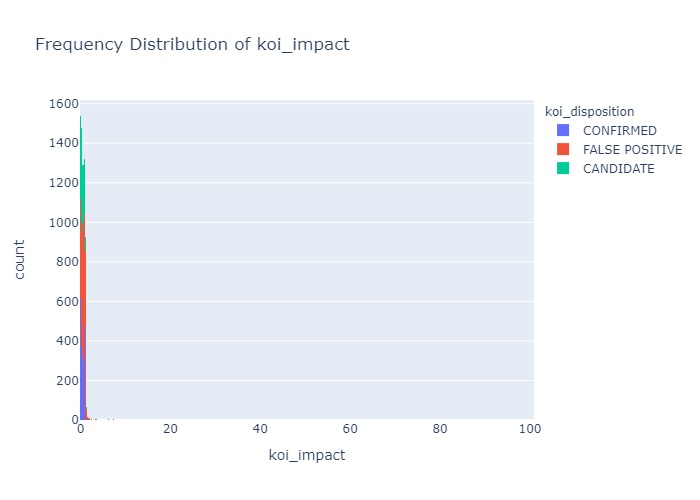 Frequency Distribution of koi_impact
koi_disposition
CONFIRMED
FALSE POSITIVE
CANDIDATE
1600
1400
1200
1000
800
600
400
200
0
count
0 20 40 60 80 100
koi_impact